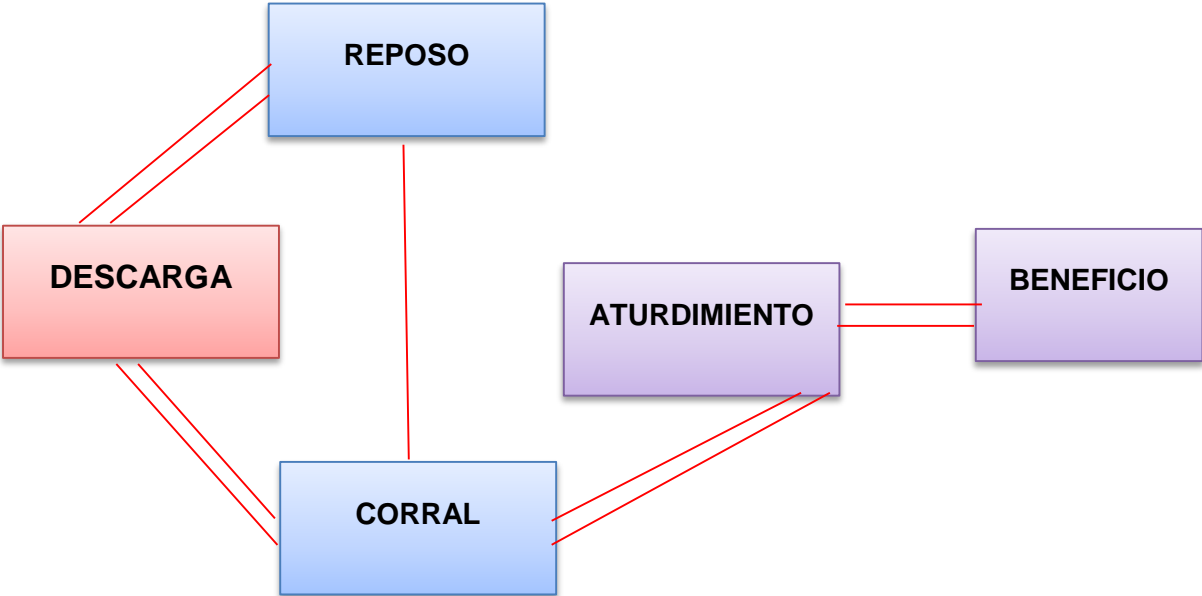 REPOSO
DESCARGA
BENEFICIO
ATURDIMIENTO
CORRAL